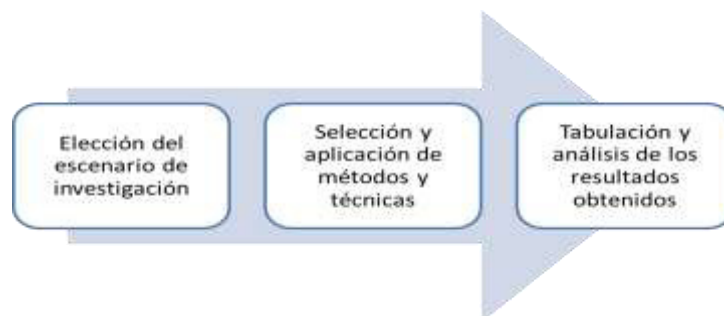 Elección del
escenario de
investigación
Selección y
aplicación de
métodos y
técnicas
Tabulación y
análisis de los
resultados
obtenidos